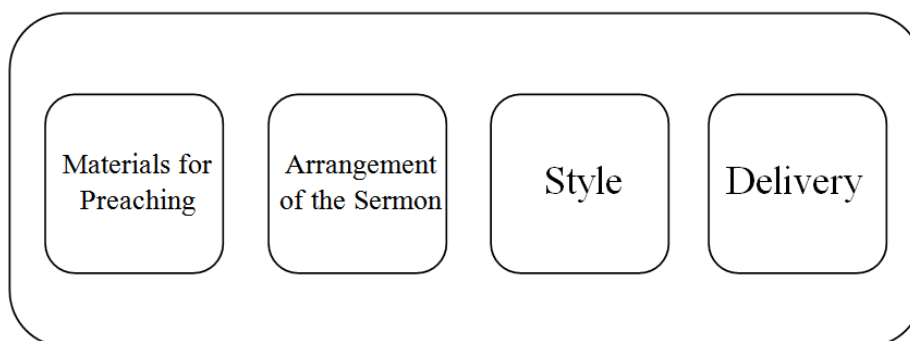 Materials for
Preaching
Arrangement
of the Sermon
Style
Delivery